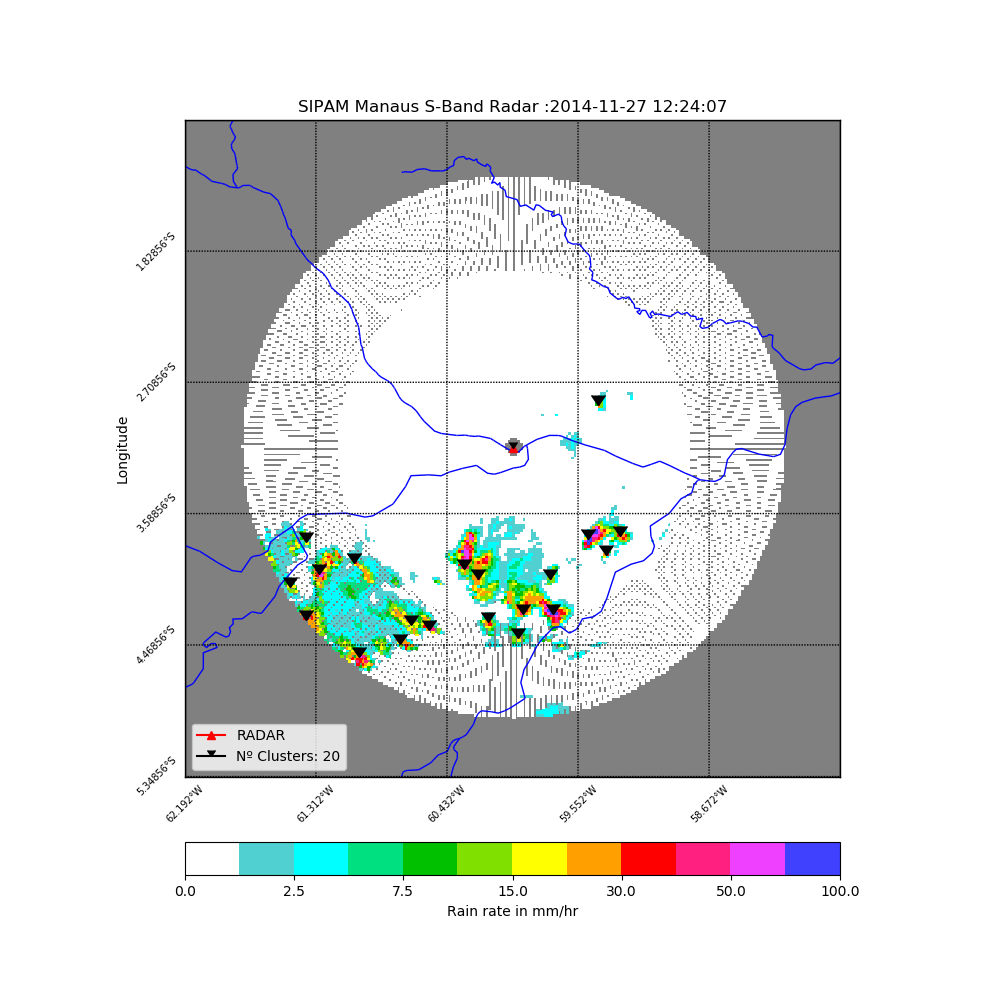 SIPAM Manaus S-Band Radar :2014-11-27 12:24:07
Longitude
1.82856°S
2.70856°S
3.58856°S
4.46856°S
5.34856°S
62.192°W
61.312°W
60.432°W
59.552°W
58.672°W
RADAR
Nº Clusters: 20
0.0 2.5 7.5 15.0 30.0 50.0 100.0
Rain rate in mm/hr